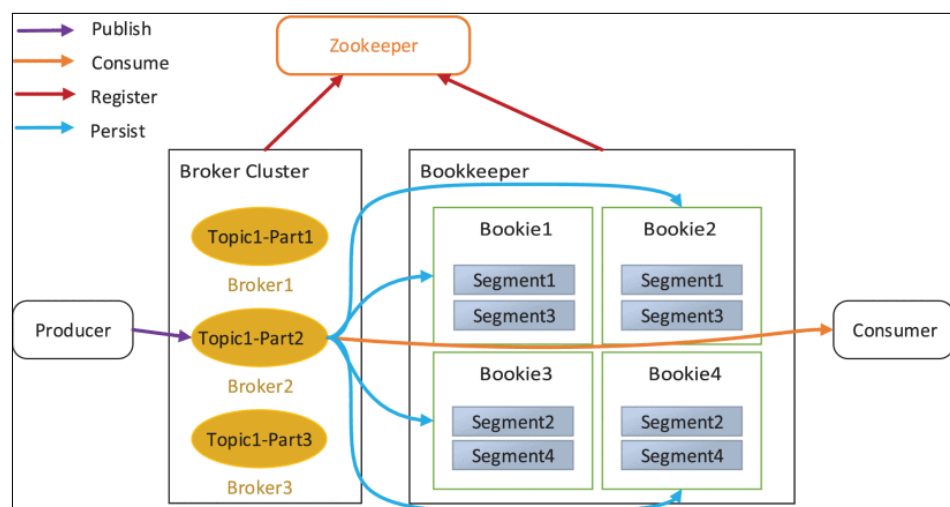 Publish
Consume
Register
Persist
Zookeeper
Broker Cluster
Topic1-Part1
Broker1
Topic1-Part2
Broker2
Topic1-Part3
Broker3
Producer
Bookkeeper
Bookie1
Segment1
Segment3
Bookie2
Segment1
Segment3
Bookie3
Segment2
Segment4
Bookie4
Segment2
Segment4
Consumer